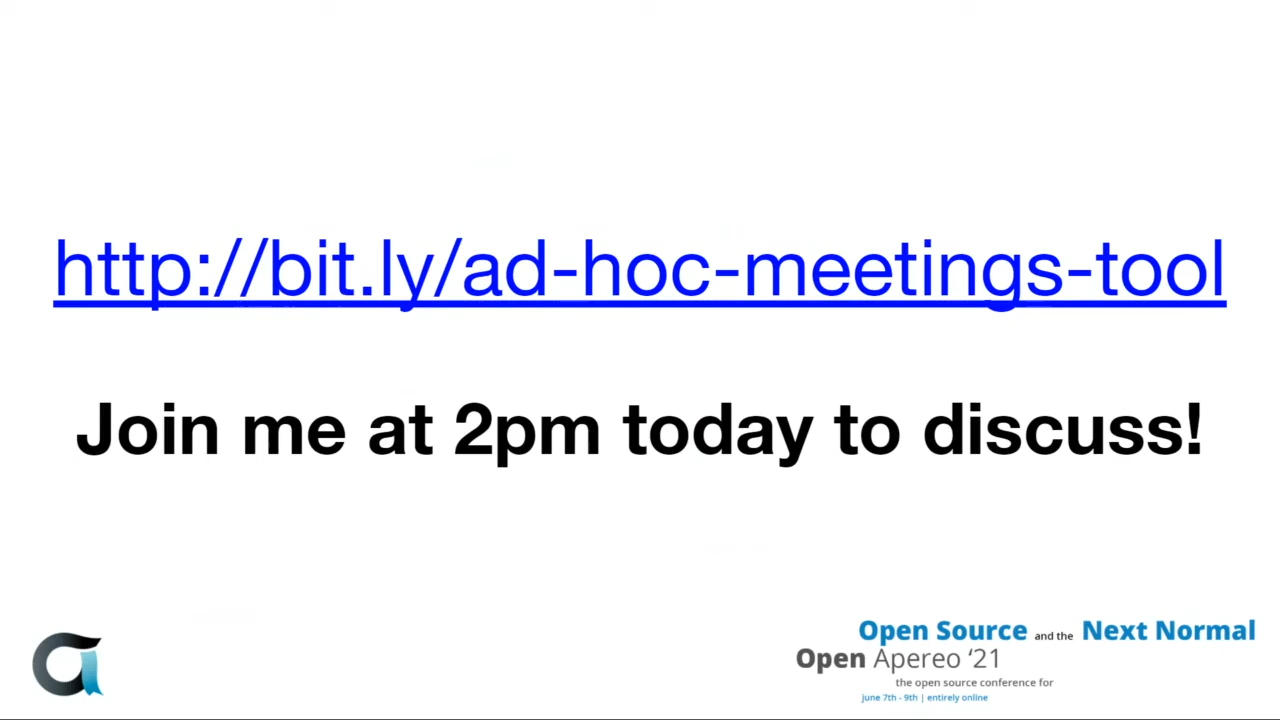 http://bit.ly/ad-hoc-meetings-tool
Join me at 2pm today to discuss!
Open Source and the Next Normal
Open Apereo ‘21
the open source conference for
june 7th - 9th | entirely online